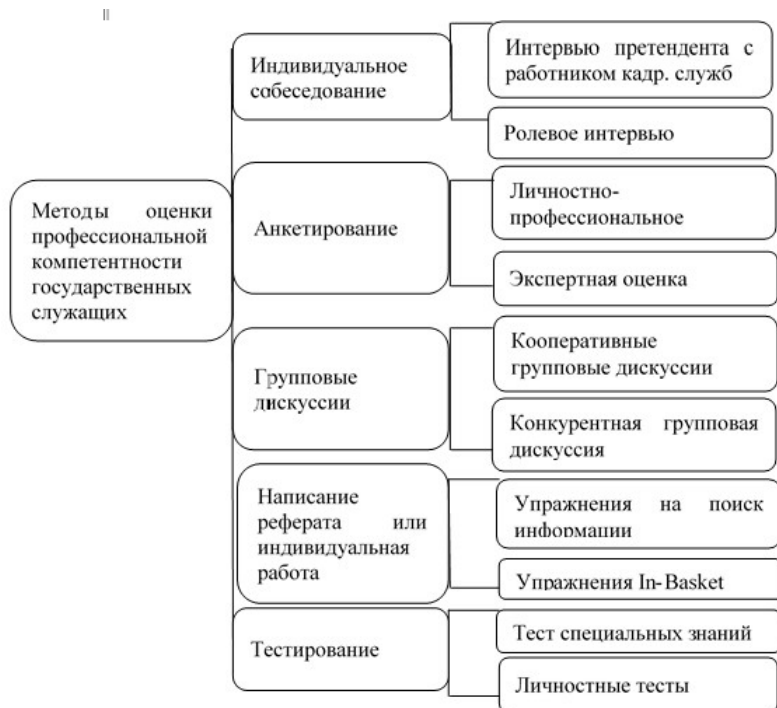 Методы оценки
профессиональной
компетентности
государственных
служащих
Индивидуальное
собеседование
Интервью претендента с
работником кадр. служб
Ролевое интервью
Анкетирование
Личностно-
профессиональное
Экспертная оценка
Групповые
дискуссии
Кооперативные
групповые дискуссии
Конкурентная групповая
дискуссия
Написание
реферата или
индивидуальная
работа
Упражнения на поиск
информации
Упражнения In-Basket
Тестирование
Тест специальных знаний
Личностные тесты